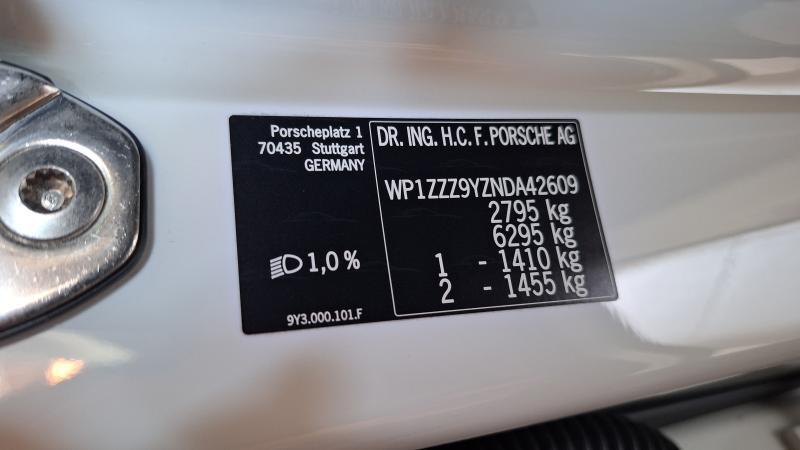 Porscheplatz 1
70435 Stuttgart
GERMANY
1,0 %
9Y3.000.101.F
DR. ING. H.C. F. PORSCHE AG
WP1ZZZ9YZNDA42609
2795 kg
6295 kg
1 - 1410 kg
2 - 1455 kg